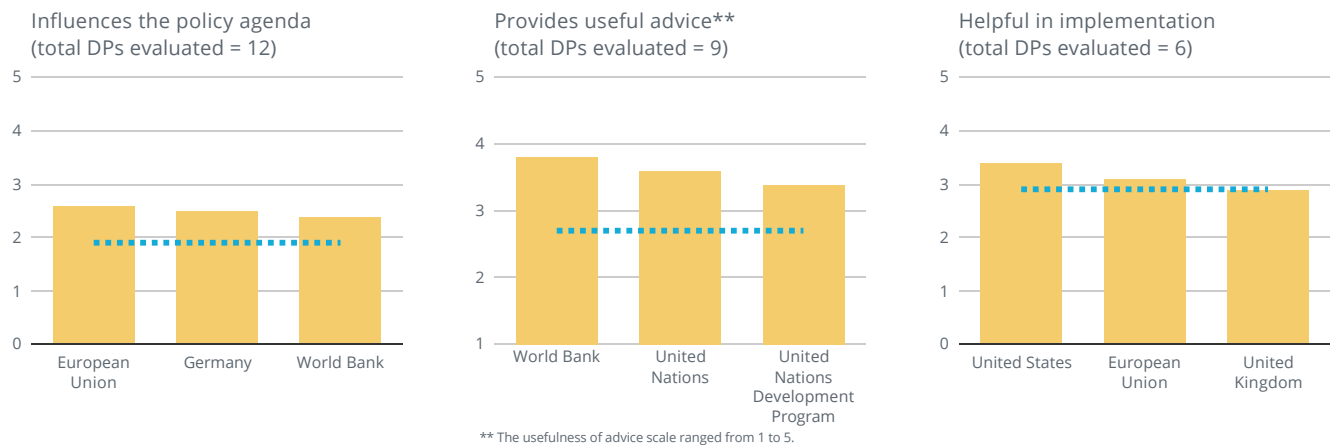 Influences the policy agenda
(total DPs evaluated = 12)
5
4
3
2
1
0
European
Union
Germany
World Bank
Provides useful advice**
(total DPs evaluated = 9)
5
4
3
2
1
World Bank
United
Nations
United
Nations
Development
Program
** The usefulness of advice scale ranged from 1 to 5.
Helpful in implementation
(total DPs evaluated = 6)
5
4
3
2
1
0
United States
European
Union
United
Kingdom